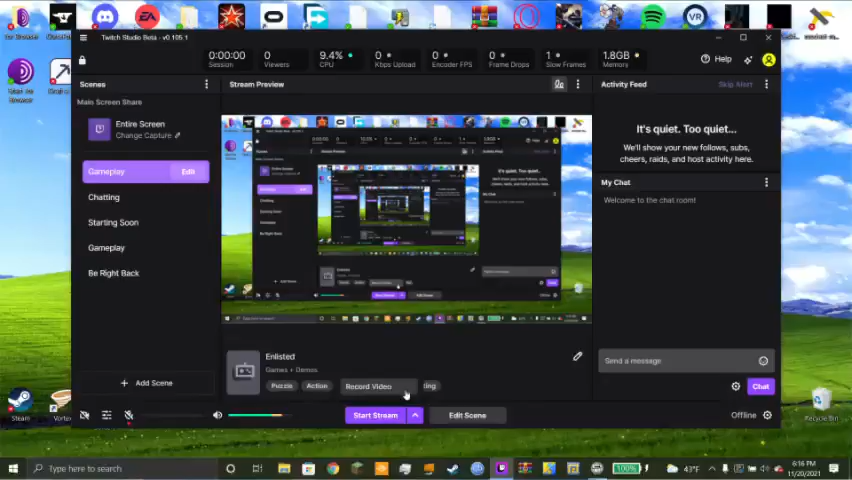 Twitch Studio Beta - v0.105.1
0:00:00
Session
0
Viewers
9.4%
CPU
0
Kbps Upload
0
Encoder FPS
0
Frame Drops
1
Slow Frames
1.8GB
Memory
Help
Scenes
Main Screen Share
Entire Screen
Change Capture
Gameplay
Edit
Chatting
Starting Soon
Gameplay
Be Right Back
Add Scene
Stream Preview
Enlisted
Games + Demos
Puzzle
Action
Record Video
Start Stream
Edit Scene
Activity Feed
Skip Alert
It's quiet. Too quiet...
We'll show your new follows, subs,
cheers, raids, and host activity here.
My Chat
Welcome to the chat room!
Send a message
Chat
Offline
Steam
Recycle Bin
Type here to search
100%
43°F
6:16 PM
11/20/2021